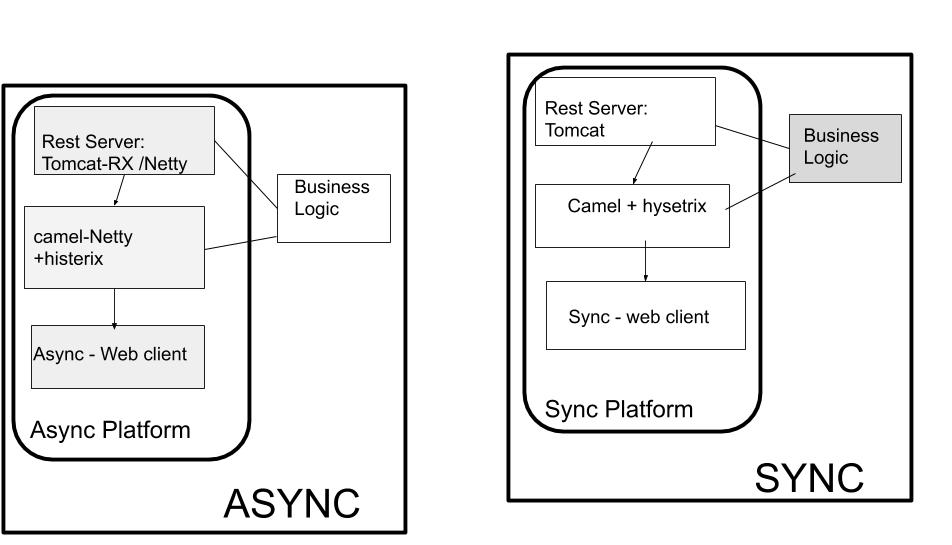 Rest Server:
Tomcat-RX /Netty
Business
Logic
camel-Netty
+histerix
Async - Web client
Async Platform
ASYNC
Rest Server:
Tomcat
Business
Logic
Camel + hysetrix
Sync - web client
Sync Platform
SYNC